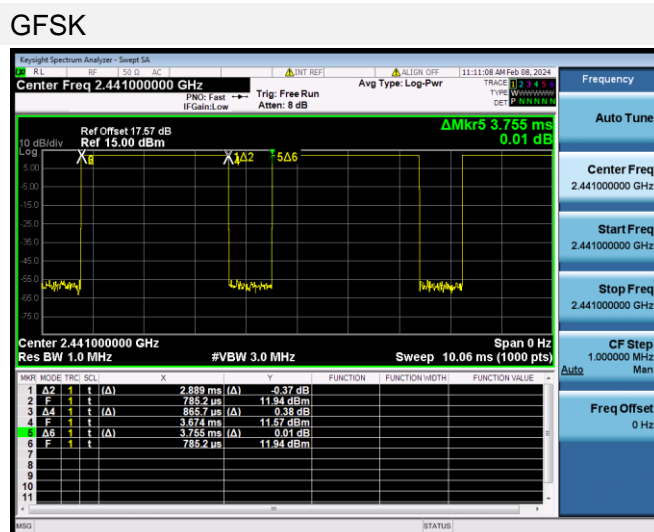 GFSK
Keysight Spectrum Analyzer - Swept SA
RL RF 50 Ω AC INT REF ALIGN OFF 11:11:08 AM Feb 08, 2024
Center Freq 2.441000000 GHz Avg Type: Log-Pwr TRACE 1 2 3 4 5 6
PNO: Fast Trig: Free Run TYPE WWWWWW
IFGain:Low Atten: 8 dB DET P N N N N N
Ref Offset 17.57 dB ΔMkr5 3.755 ms
10 dB/div Ref 15.00 dBm 0.01 dB
Log
5.00
-5.00
-15.0
-25.0
-35.0
-45.0
-55.0
-65.0
-75.0
1Δ2 5Δ6
Center 2.441000000 GHz Span 0 Hz
Res BW 1.0 MHz #VBW 3.0 MHz Sweep 10.06 ms (1000 pts)
MKR MODE TRC SCL X Y FUNCTION FUNCTION WIDTH FUNCTION VALUE
1 Δ2 1 t (Δ) 2.889 ms (Δ) -0.37 dB
2 F 1 t 785.2 µs 11.94 dBm
3 Δ4 1 t (Δ) 865.7 µs (Δ) 0.38 dB
4 F 1 t 3.674 ms 11.57 dBm
5 Δ6 1 t (Δ) 3.755 ms (Δ) 0.01 dB
6 F 1 t 785.2 µs 11.94 dBm
7
8
9
10
11
MSG STATUS
Frequency
Auto Tune
Center Freq
2.441000000 GHz
Start Freq
2.441000000 GHz
Stop Freq
2.441000000 GHz
CF Step
1.000000 MHz
Auto Man
Freq Offset
0 Hz